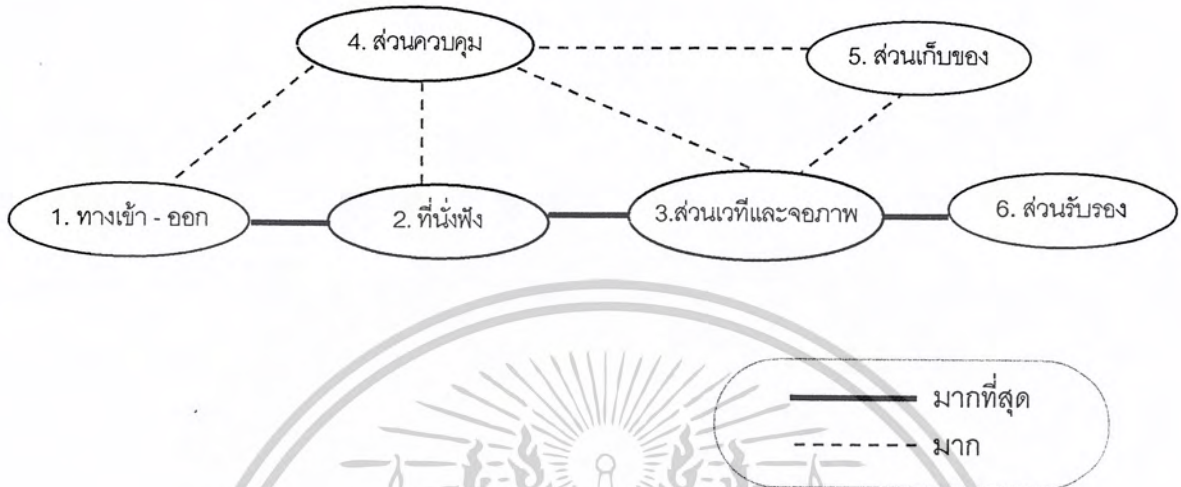 4. ส่วนควบคุม
5. ส่วนเก็บของ
1. ทางเข้า - ออก
2. ที่นั่งฟัง
3.ส่วนเวทีและจอภาพ
6. ส่วนรับรอง
มากที่สุด
มาก